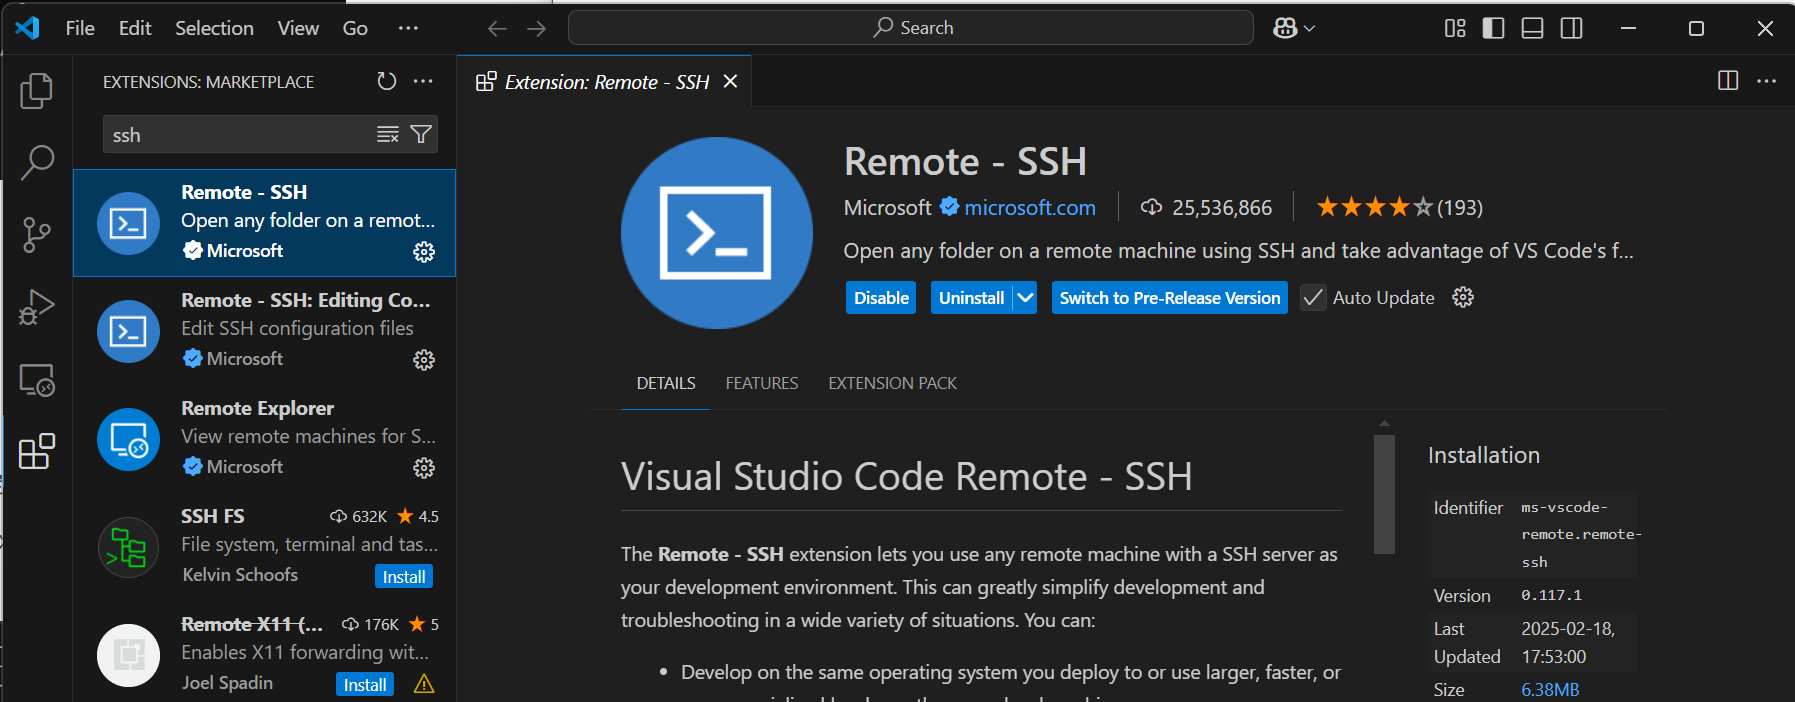 File Edit Selection View Go ···
Search
EXTENSIONS: MARKETPLACE
ssh
Remote - SSH
Open any folder on a remot...
Microsoft
Remote - SSH: Editing Co...
Edit SSH configuration files
Microsoft
Remote Explorer
View remote machines for S...
Microsoft
SSH FS 632K 4.5
File system, terminal and tas...
Kelvin Schoofs Install
Remote X11 (... 176K 5
Enables X11 forwarding wit...
Joel Spadin Install
Extension: Remote - SSH
Remote - SSH
Microsoft microsoft.com 25,536,866 (193)
Open any folder on a remote machine using SSH and take advantage of VS Code's f...
Disable Uninstall Switch to Pre-Release Version Auto Update
DETAILS FEATURES EXTENSION PACK
Visual Studio Code Remote - SSH
The Remote - SSH extension lets you use any remote machine with a SSH server as
your development environment. This can greatly simplify development and
troubleshooting in a wide variety of situations. You can:
• Develop on the same operating system you deploy to or use larger, faster, or
Installation
Identifier ms-vscode-
remote.remote-
ssh
Version 0.117.1
Last 2025-02-18,
Updated 17:53:00
Size 6.38MB